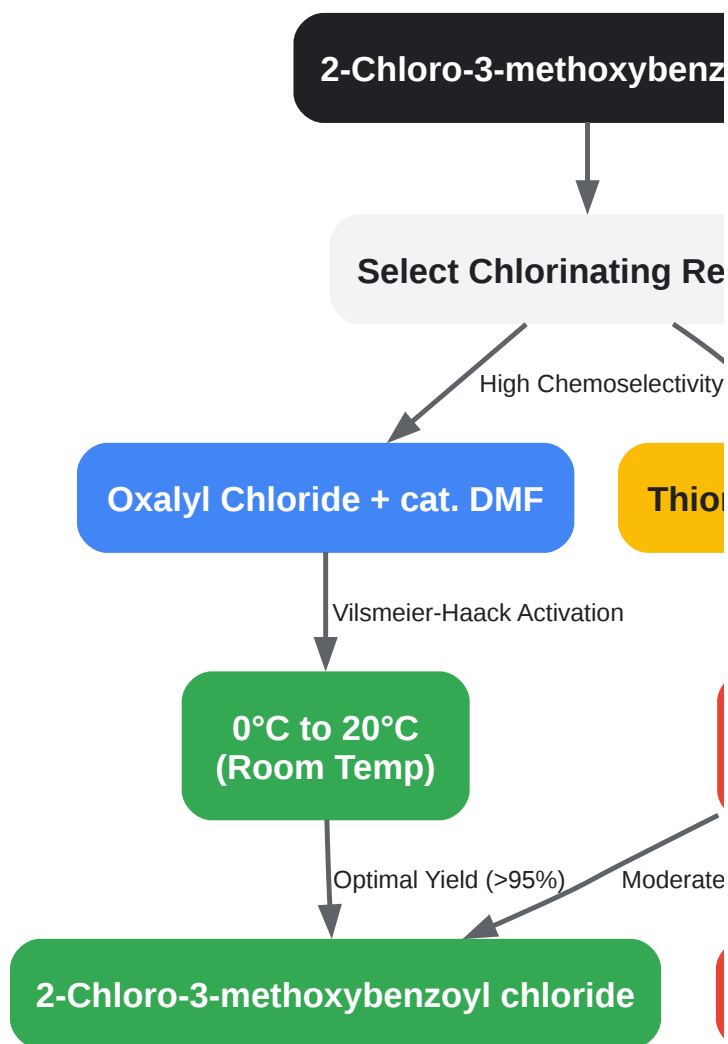 2-Chloro-3-methoxybenz
Select Chlorinating Re
High Chemoselectivity
Oxalyl Chloride + cat. DMF
Thion
Vilsmeier-Haack Activation
0°C to 20°C
(Room Temp)
Optimal Yield (>95%)
Moderate
2-Chloro-3-methoxybenzoyl chloride